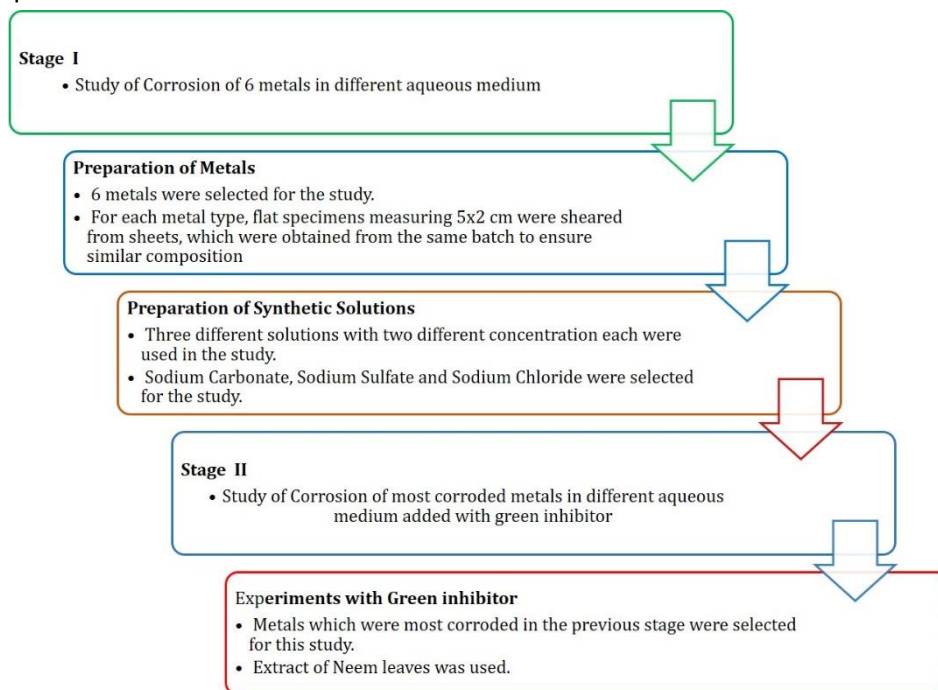 Stage I
• Study of Corrosion of 6 metals in different aqueous medium
Preparation of Metals
• 6 metals were selected for the study.
• For each metal type, flat specimens measuring 5x2 cm were sheared
from sheets, which were obtained from the same batch to ensure
similar composition
Preparation of Synthetic Solutions
• Three different solutions with two different concentration each were
used in the study.
• Sodium Carbonate, Sodium Sulfate and Sodium Chloride were selected
for the study.
Stage II
• Study of Corrosion of most corroded metals in different aqueous
medium added with green inhibitor
Experiments with Green inhibitor
• Metals which were most corroded in the previous stage were selected
for this study.
• Extract of Neem leaves was used.